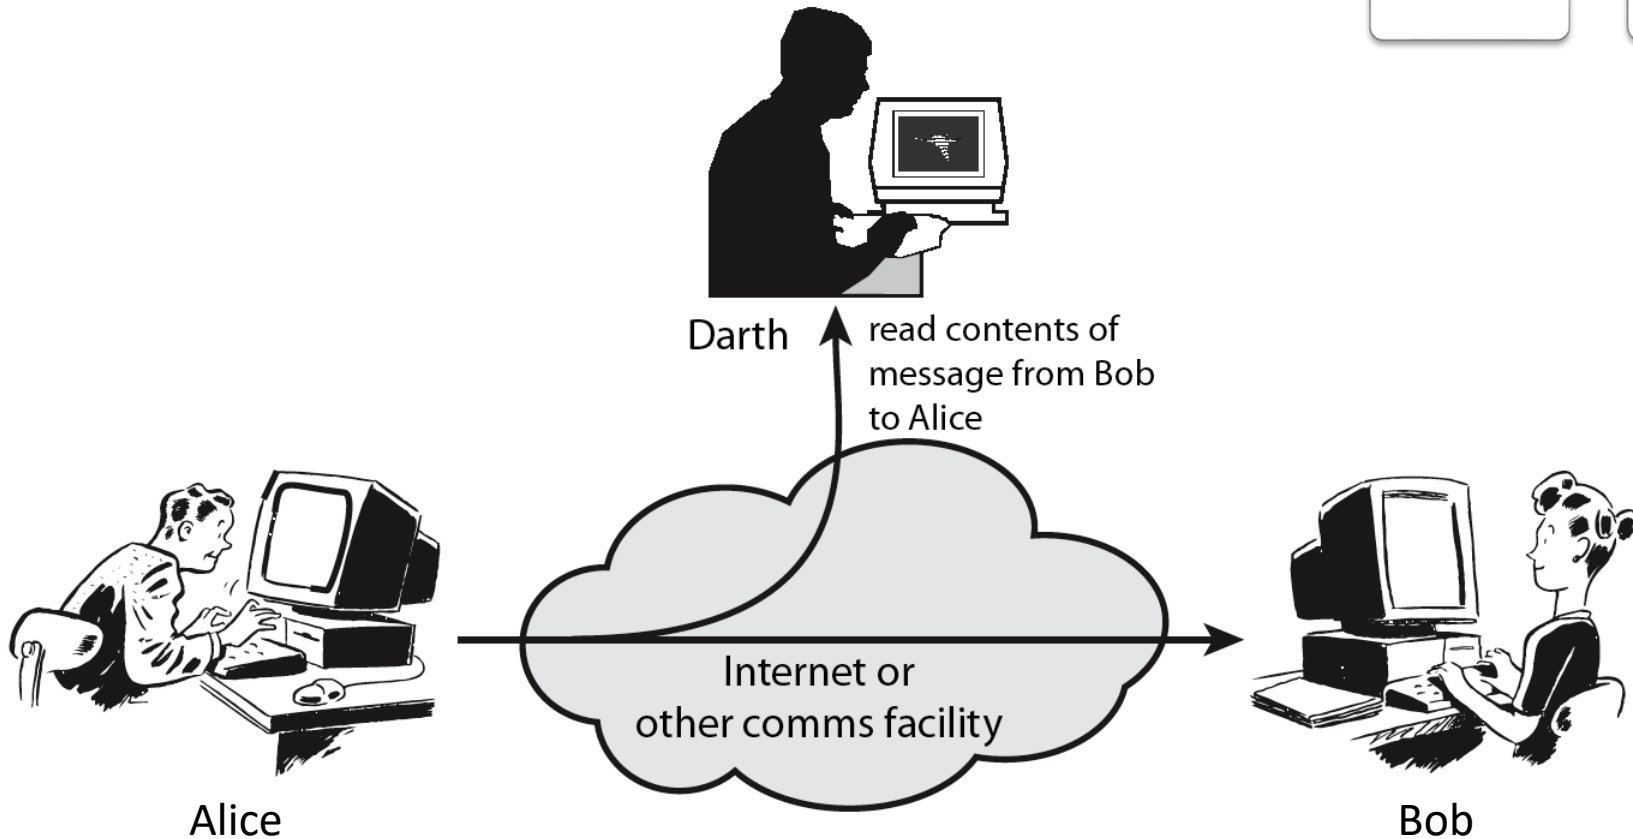 Darth
read contents of
message from Bob
to Alice
Internet or
other comms facility
Alice
Bob